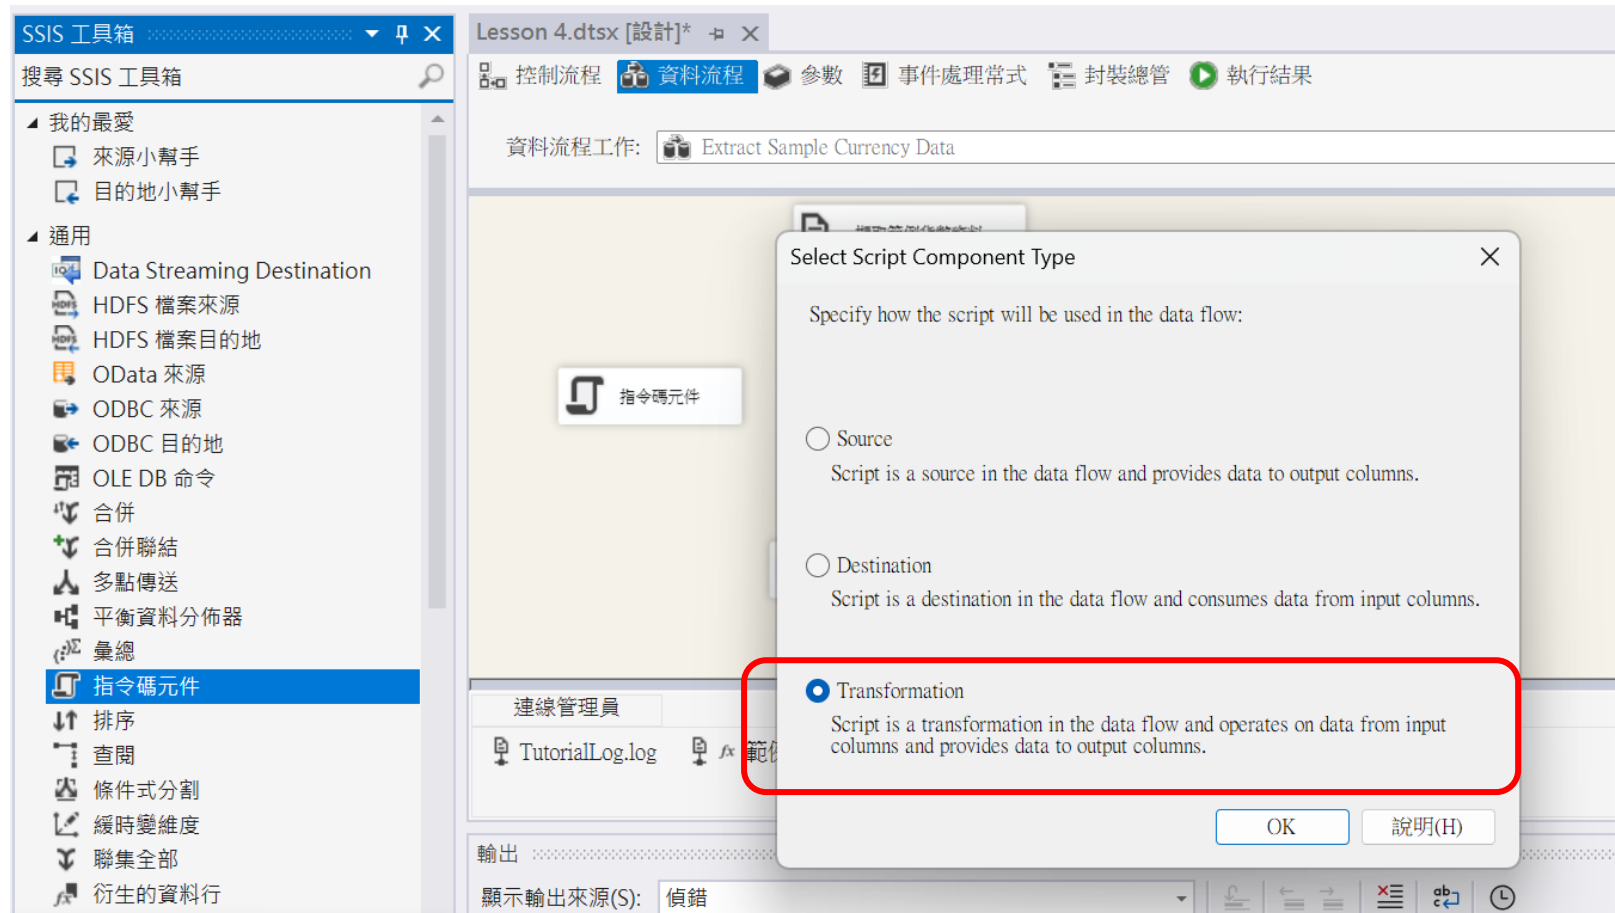 SSIS 工具箱
搜尋 SSIS 工具箱
我的最愛
來源小幫手
目的地小幫手
通用
Data Streaming Destination
HDFS 檔案來源
HDFS 檔案目的地
OData 來源
ODBC 來源
ODBC 目的地
OLE DB 命令
合併
合併聯結
多點傳送
平衡資料分佈器
彙總
指令碼元件
排序
查閱
條件式分割
緩時變維度
聯集全部
衍生的資料行
Lesson 4.dtsx [設計]*
控制流程 資料流程 參數 事件處理常式 封裝總管 執行結果
資料流程工作: Extract Sample Currency Data
指令碼元件
Select Script Component Type
Specify how the script will be used in the data flow:
Source
Script is a source in the data flow and provides data to output columns.
Destination
Script is a destination in the data flow and consumes data from input columns.
Transformation
Script is a transformation in the data flow and operates on data from input
columns and provides data to output columns.
OK 說明(H)
連線管理員
TutorialLog.log fx 範例
輸出
顯示輸出來源(S): 偵錯